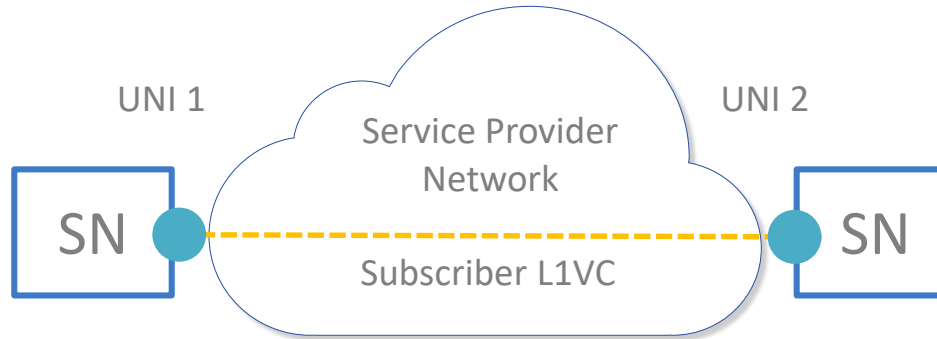 UNI 1
UNI 2
Service Provider
Network
SN
SN
Subscriber L1VC